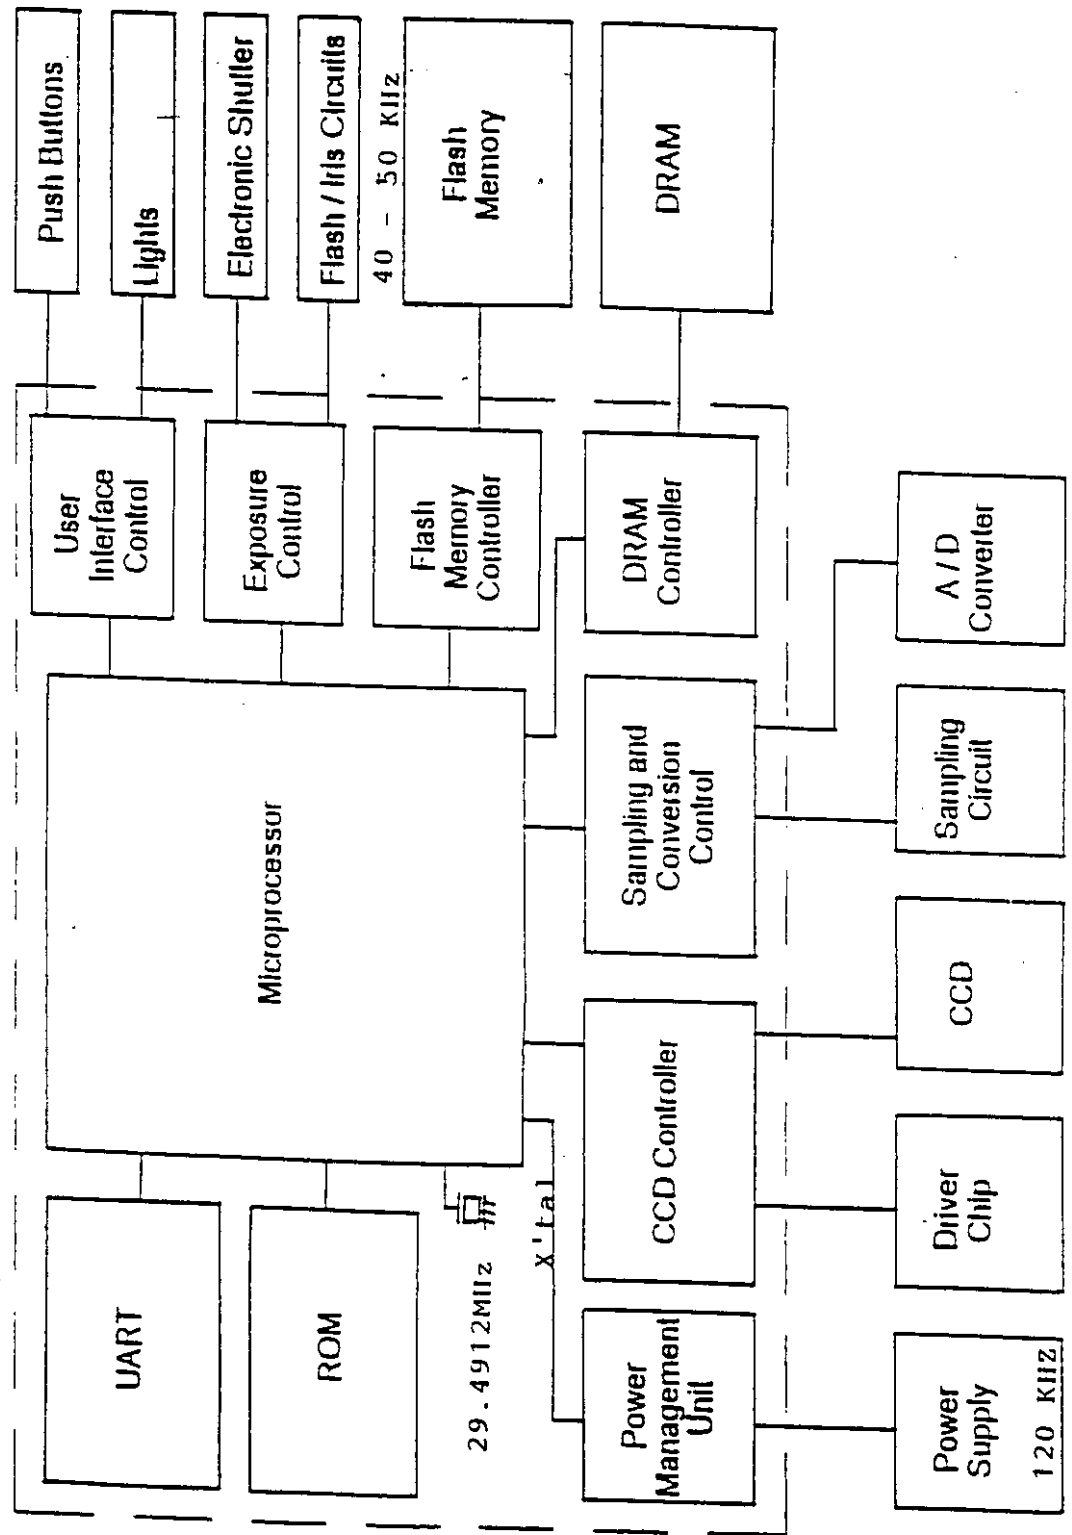 Push Buttons
Lights
Electronic Shutter
Flash / Iris Circuits
40 - 50 KHz
Flash
Memory
DRAM
User
Interface
Control
Exposure
Control
Flash
Memory
Controller
DRAM
Controller
A / D
Converter
Microprocessor
Sampling and
Conversion
Control
Sampling
Circuit
CCD Controller
CCD
UART
ROM
29.4912MHz
X'tal
Driver
Chip
Power
Management
Unit
Power
Supply
120 KHz